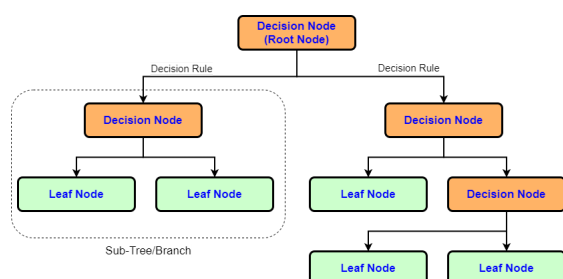 Decision Node
(Root Node)
Decision Rule
Decision Rule
Decision Node
Decision Node
Leaf Node
Leaf Node
Leaf Node
Decision Node
Sub-Tree/Branch
Leaf Node
Leaf Node